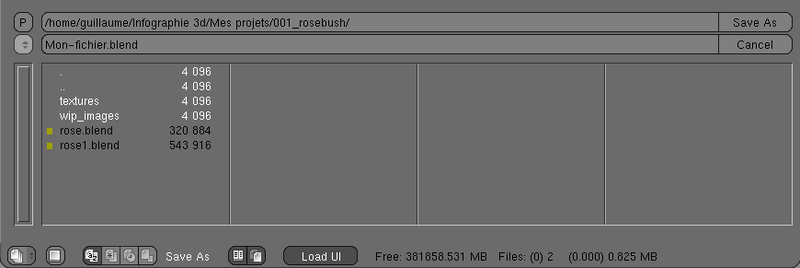 P /home/guillaume/Infographie 3d/Mes projets/001_rosebush/ Save As
Mon-fichier.blend Cancel
. 4 096
.. 4 096
textures 4 096
wip_images 4 096
rose.blend 320 884
rose1.blend 543 916
Save As Load UI Free: 381858.531 MB Files: (0) 2 (0.000) 0.825 MB